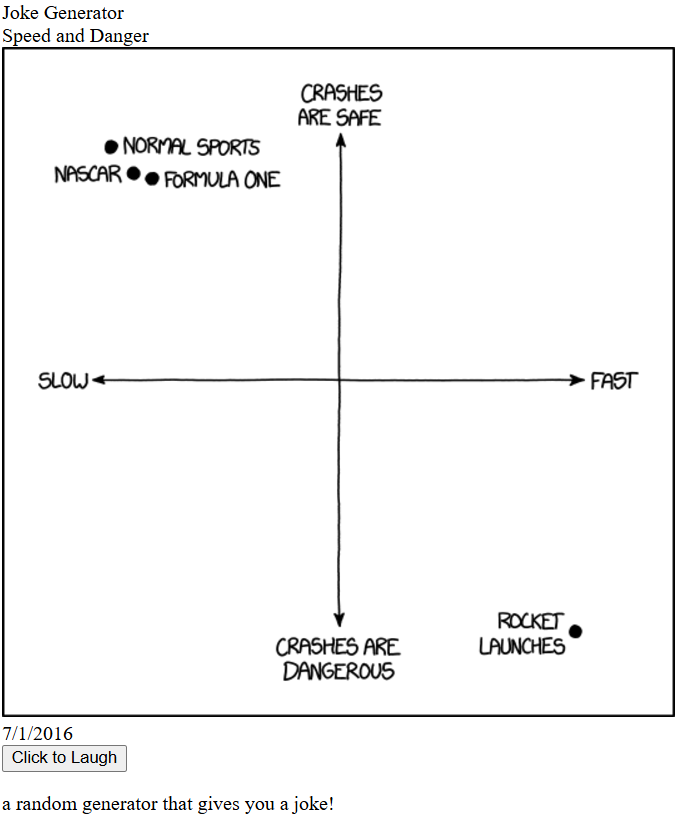 Joke Generator
Speed and Danger
CRASHES
ARE SAFE
NORMAL SPORTS
NASCAR
FORMULA ONE
SLOW
FAST
ROCKET
LAUNCHES
CRASHES ARE
DANGEROUS
7/1/2016
Click to Laugh
a random generator that gives you a joke!